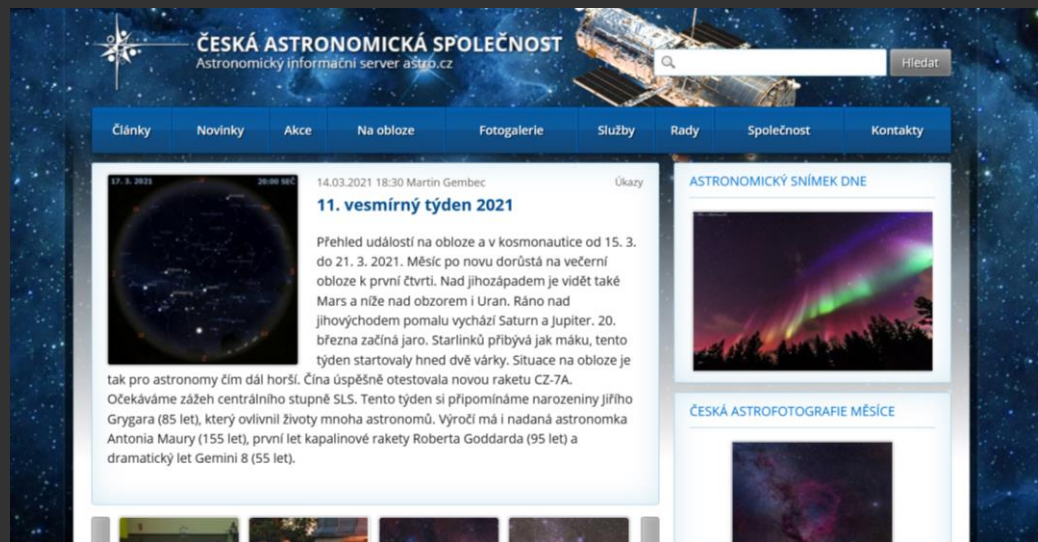 ČESKÁ ASTRONOMICKÁ SPOLEČNOST
Astronomický informační server astro.cz
Hledat
Články Novinky Akce Na obloze Fotogalerie Služby Rady Společnost Kontakty
17. 3. 2021 20:00 SEČ
14.03.2021 18:30 Martin Gembec Úkazy
11. vesmírný týden 2021
Přehled událostí na obloze a v kosmonautice od 15. 3.
do 21. 3. 2021. Měsíc po novu dorůstá na večerní
obloze k první čtvrti. Nad jihozápadem je vidět také
Mars a níže nad obzorem i Uran. Ráno nad
jihovýchodem pomalu vychází Saturn a Jupiter. 20.
března začíná jaro. Starlinků přibývá jak máku, tento
týden startovaly hned dvě várky. Situace na obloze je
tak pro astronomy čím dál horší. Čína úspěšně otestovala novou raketu CZ-7A.
Očekáváme zážeh centrálního stupně SLS. Tento týden si připomínáme narozeniny Jiřího
Grygara (85 let), který ovlivnil životy mnoha astronomů. Výročí má i nadaná astronomka
Antonia Maury (155 let), první let kapalinové rakety Roberta Goddarda (95 let) a
dramatický let Gemini 8 (55 let).
ASTRONOMICKÝ SNÍMEK DNE
ČESKÁ ASTROFOTOGRAFIE MĚSÍCE